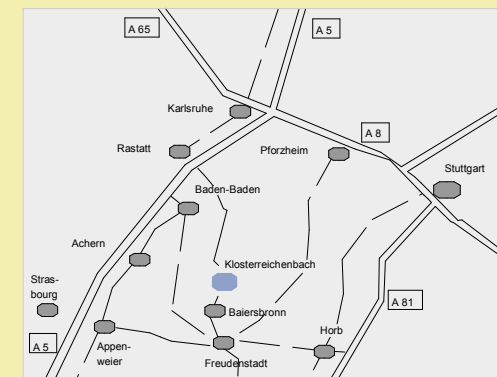 A 65
A 5
Karlsruhe
A 8
Rastatt
Pforzheim
Stuttgart
Baden-Baden
Achern
Klosterreichenbach
Stras-
bourg
A 81
Baiersbronn
Horb
A 5
Appen-
weier
Freudenstadt